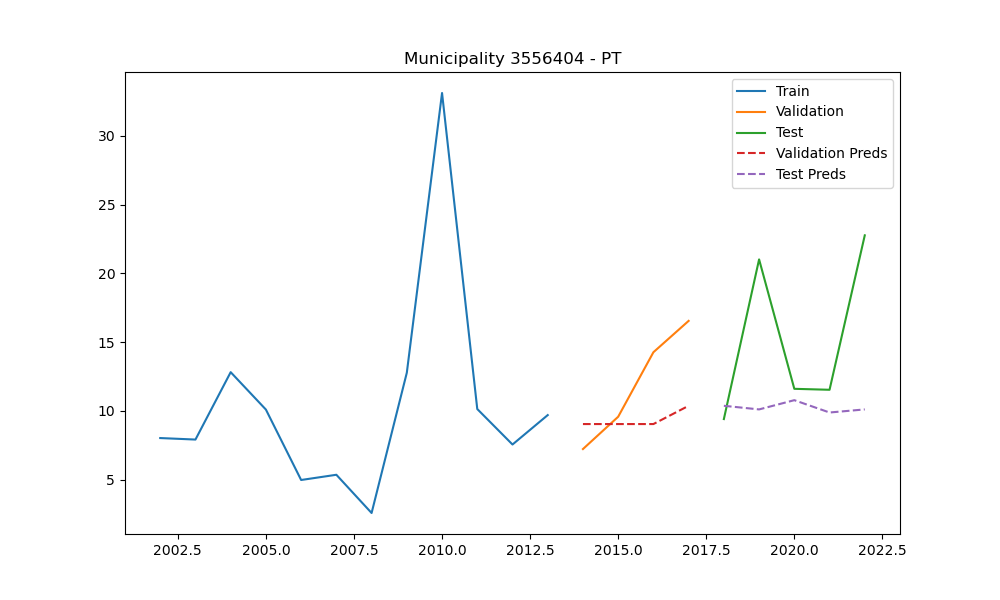 Municipality 3556404 - PT
Train
Validation
Test
Validation Preds
Test Preds
30
25
20
15
10
5
2002.5 2005.0 2007.5 2010.0 2012.5 2015.0 2017.5 2020.0 2022.5